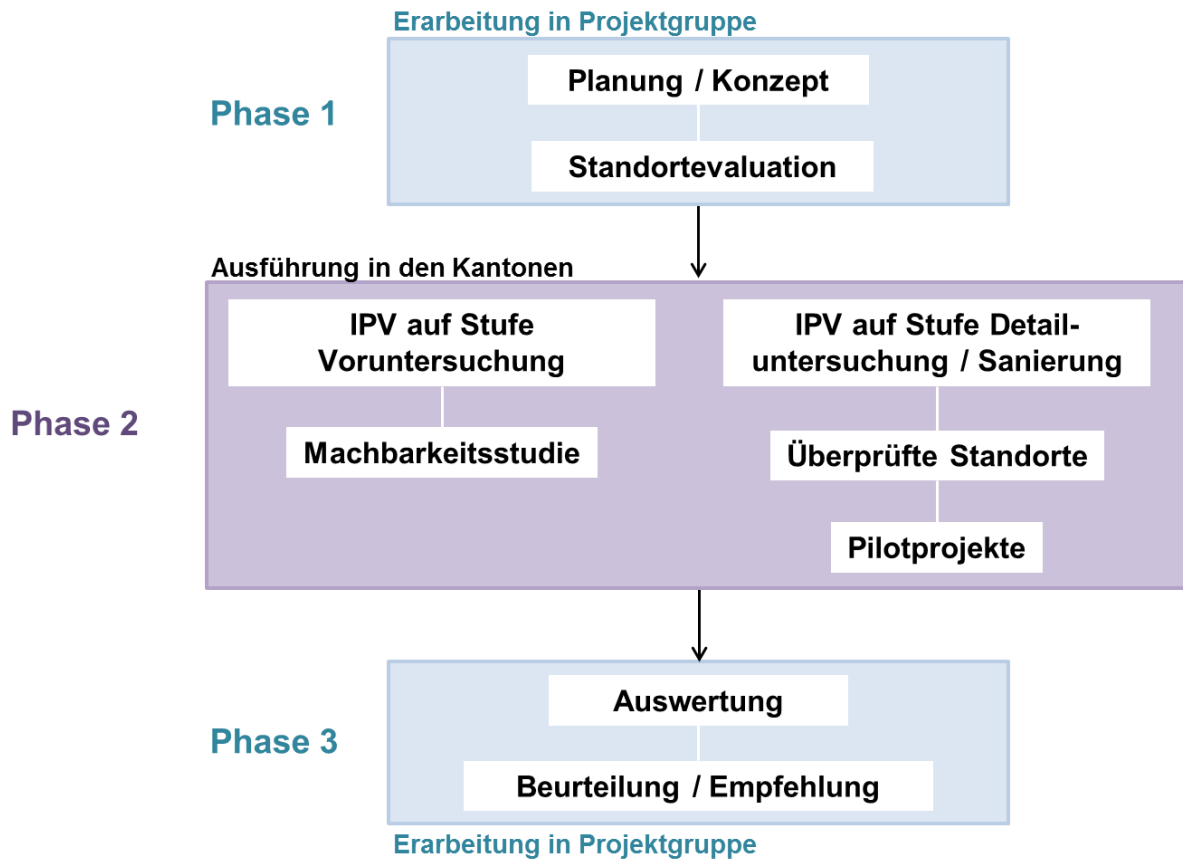 Erarbeitung in Projektgruppe
Planung / Konzept
Phase 1
Standortevaluation
Ausführung in den Kantonen
IPV auf Stufe
Voruntersuchung
IPV auf Stufe Detail-
untersuchung / Sanierung
Phase 2
Machbarkeitsstudie
Überprüfte Standorte
Pilotprojekte
Auswertung
Phase 3
Beurteilung / Empfehlung
Erarbeitung in Projektgruppe